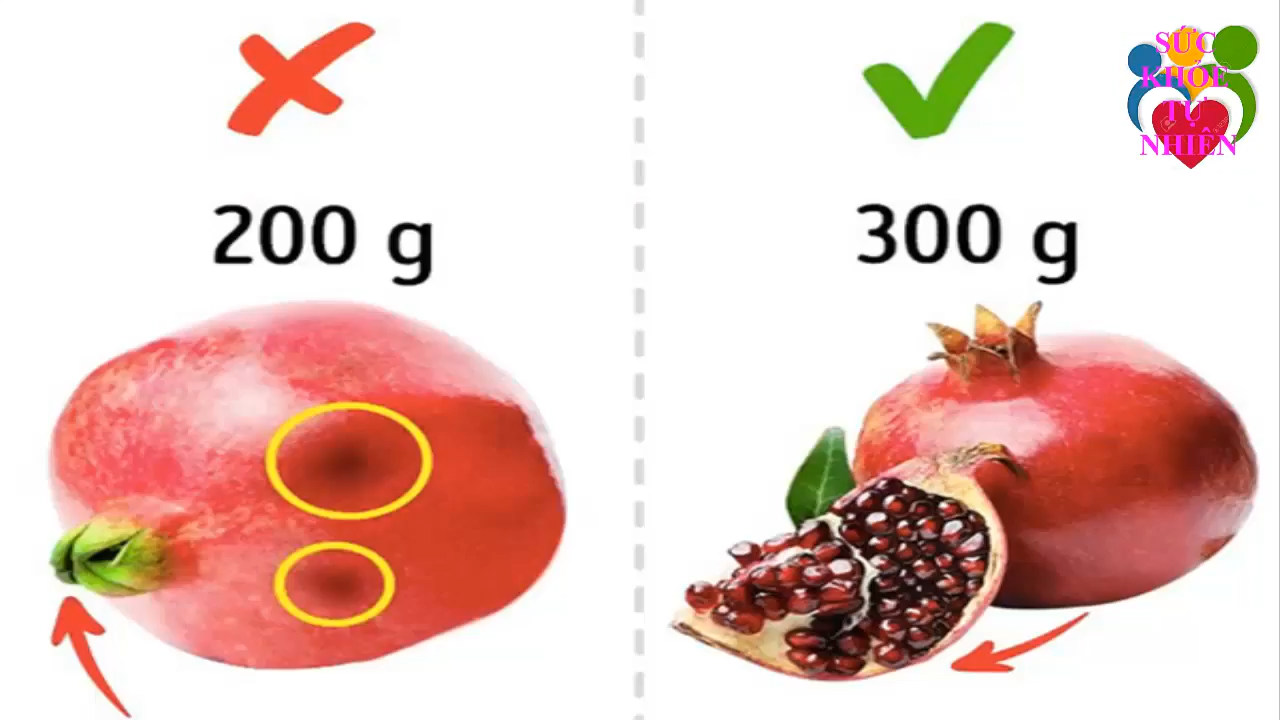 200 g
300 g
SỨC
KHỎE
TỰ
NHIÊN